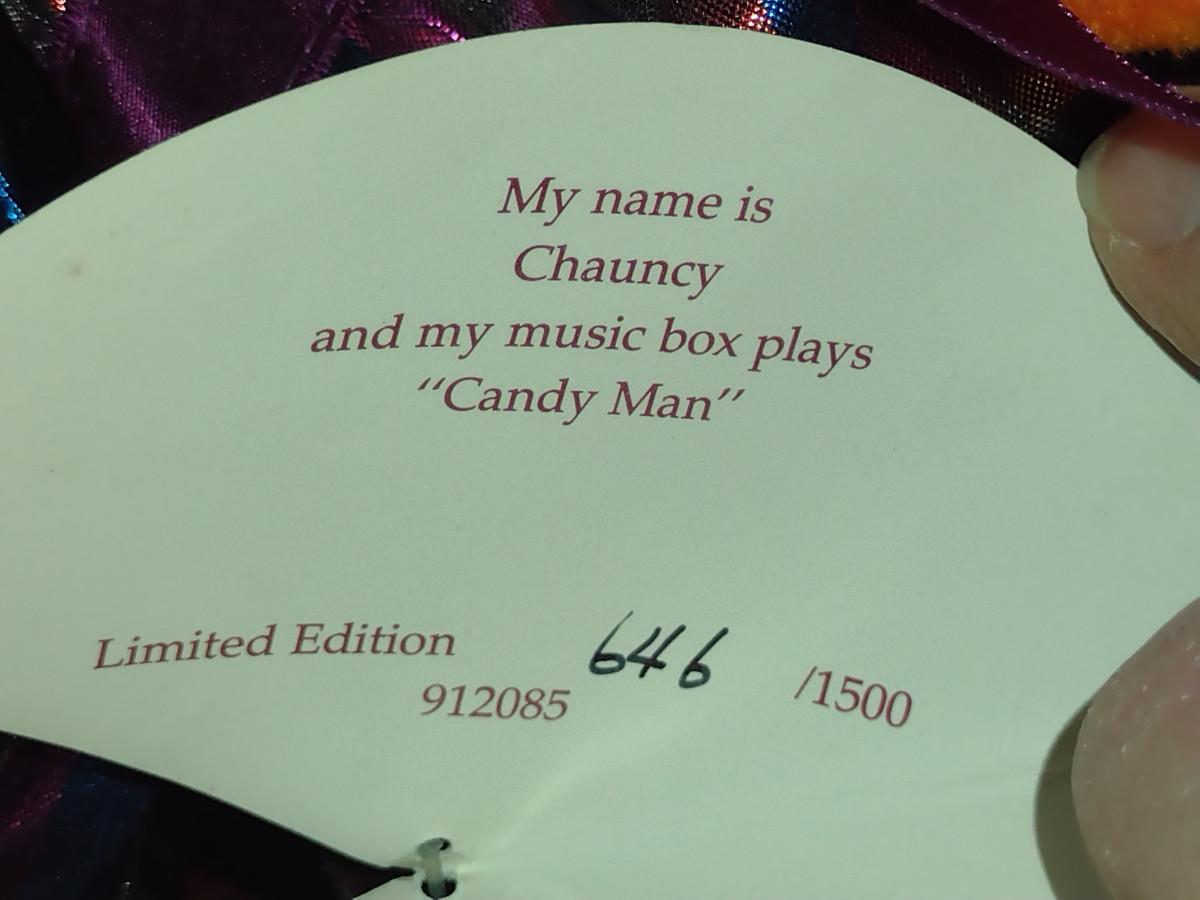 My name is
Chauncy
and my music box plays
"Candy Man"
Limited Edition 646 /1500
912085